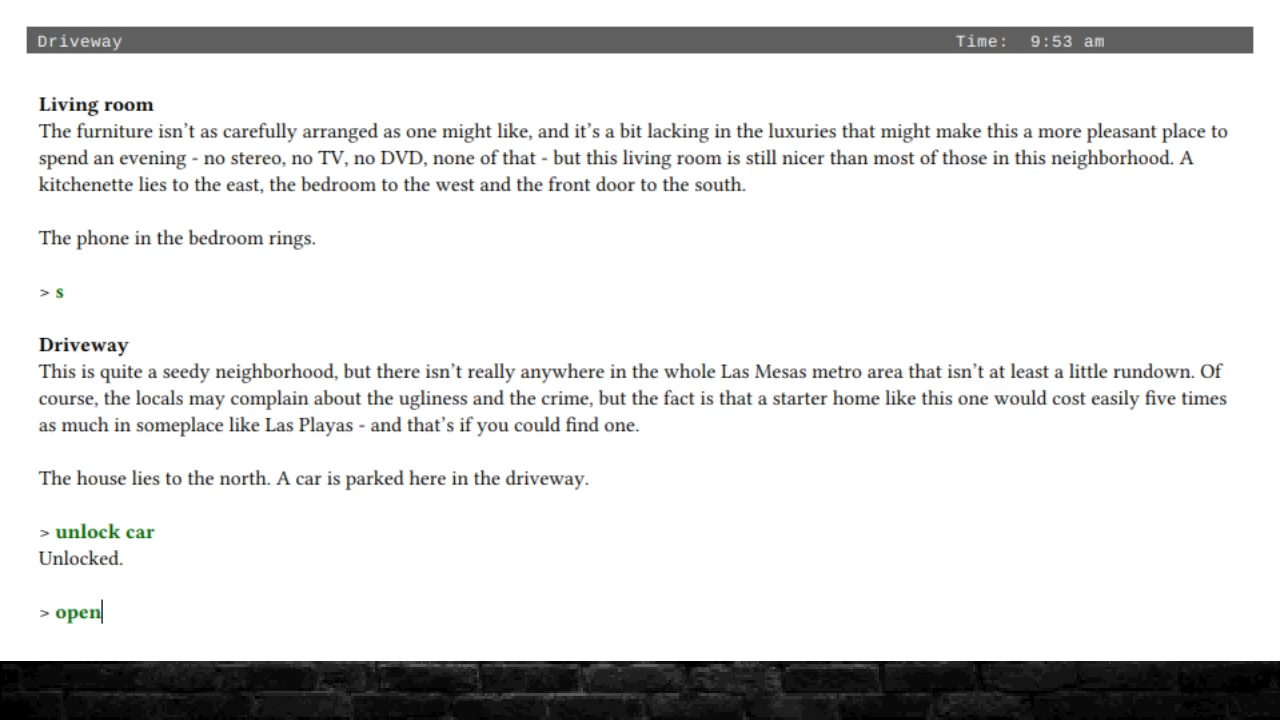 Driveway Time: 9:53 am
Living room
The furniture isn’t as carefully arranged as one might like, and it’s a bit lacking in the luxuries that might make this a more pleasant place to
spend an evening - no stereo, no TV, no DVD, none of that - but this living room is still nicer than most of those in this neighborhood. A
kitchenette lies to the east, the bedroom to the west and the front door to the south.
The phone in the bedroom rings.
> s
Driveway
This is quite a seedy neighborhood, but there isn’t really anywhere in the whole Las Mesas metro area that isn’t at least a little rundown. Of
course, the locals may complain about the ugliness and the crime, but the fact is that a starter home like this one would cost easily five times
as much in someplace like Las Playas - and that’s if you could find one.
The house lies to the north. A car is parked here in the driveway.
> unlock car
Unlocked.
> open